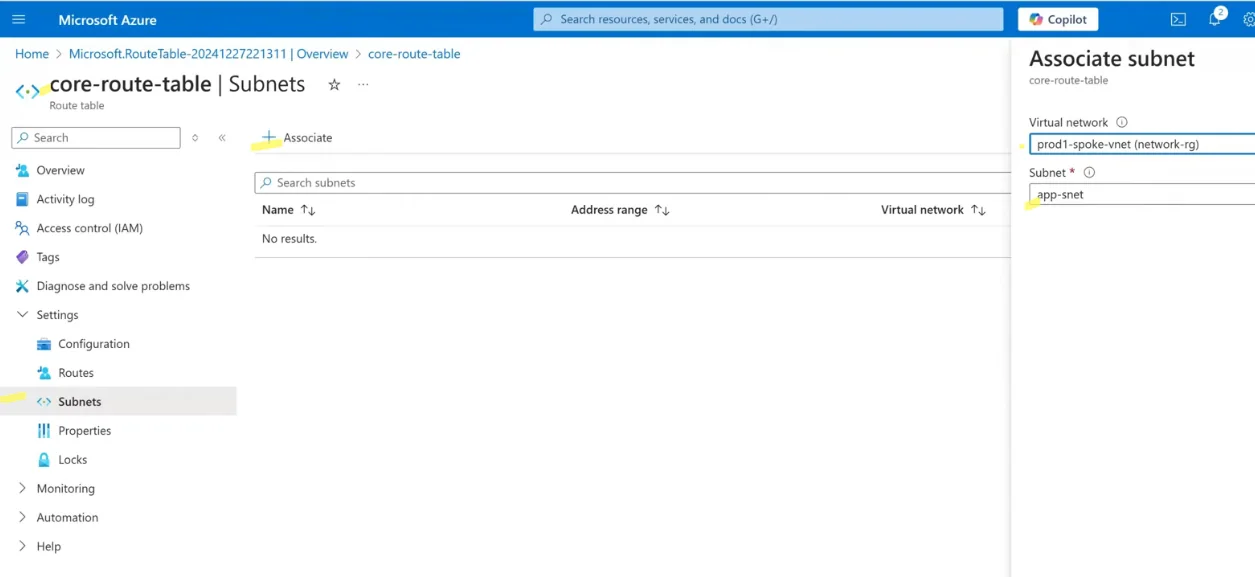 Microsoft Azure
Search resources, services, and docs (G+/)
Copilot
2
Home > Microsoft.RouteTable-20241227221311 | Overview > core-route-table
core-route-table | Subnets
Route table
Search
Overview
Activity log
Access control (IAM)
Tags
Diagnose and solve problems
Settings
Configuration
Routes
Subnets
Properties
Locks
Monitoring
Automation
Help
Associate
Search subnets
Name Address range Virtual network
No results.
Associate subnet
core-route-table
Virtual network
prod1-spoke-vnet (network-rg)
Subnet *
app-snet